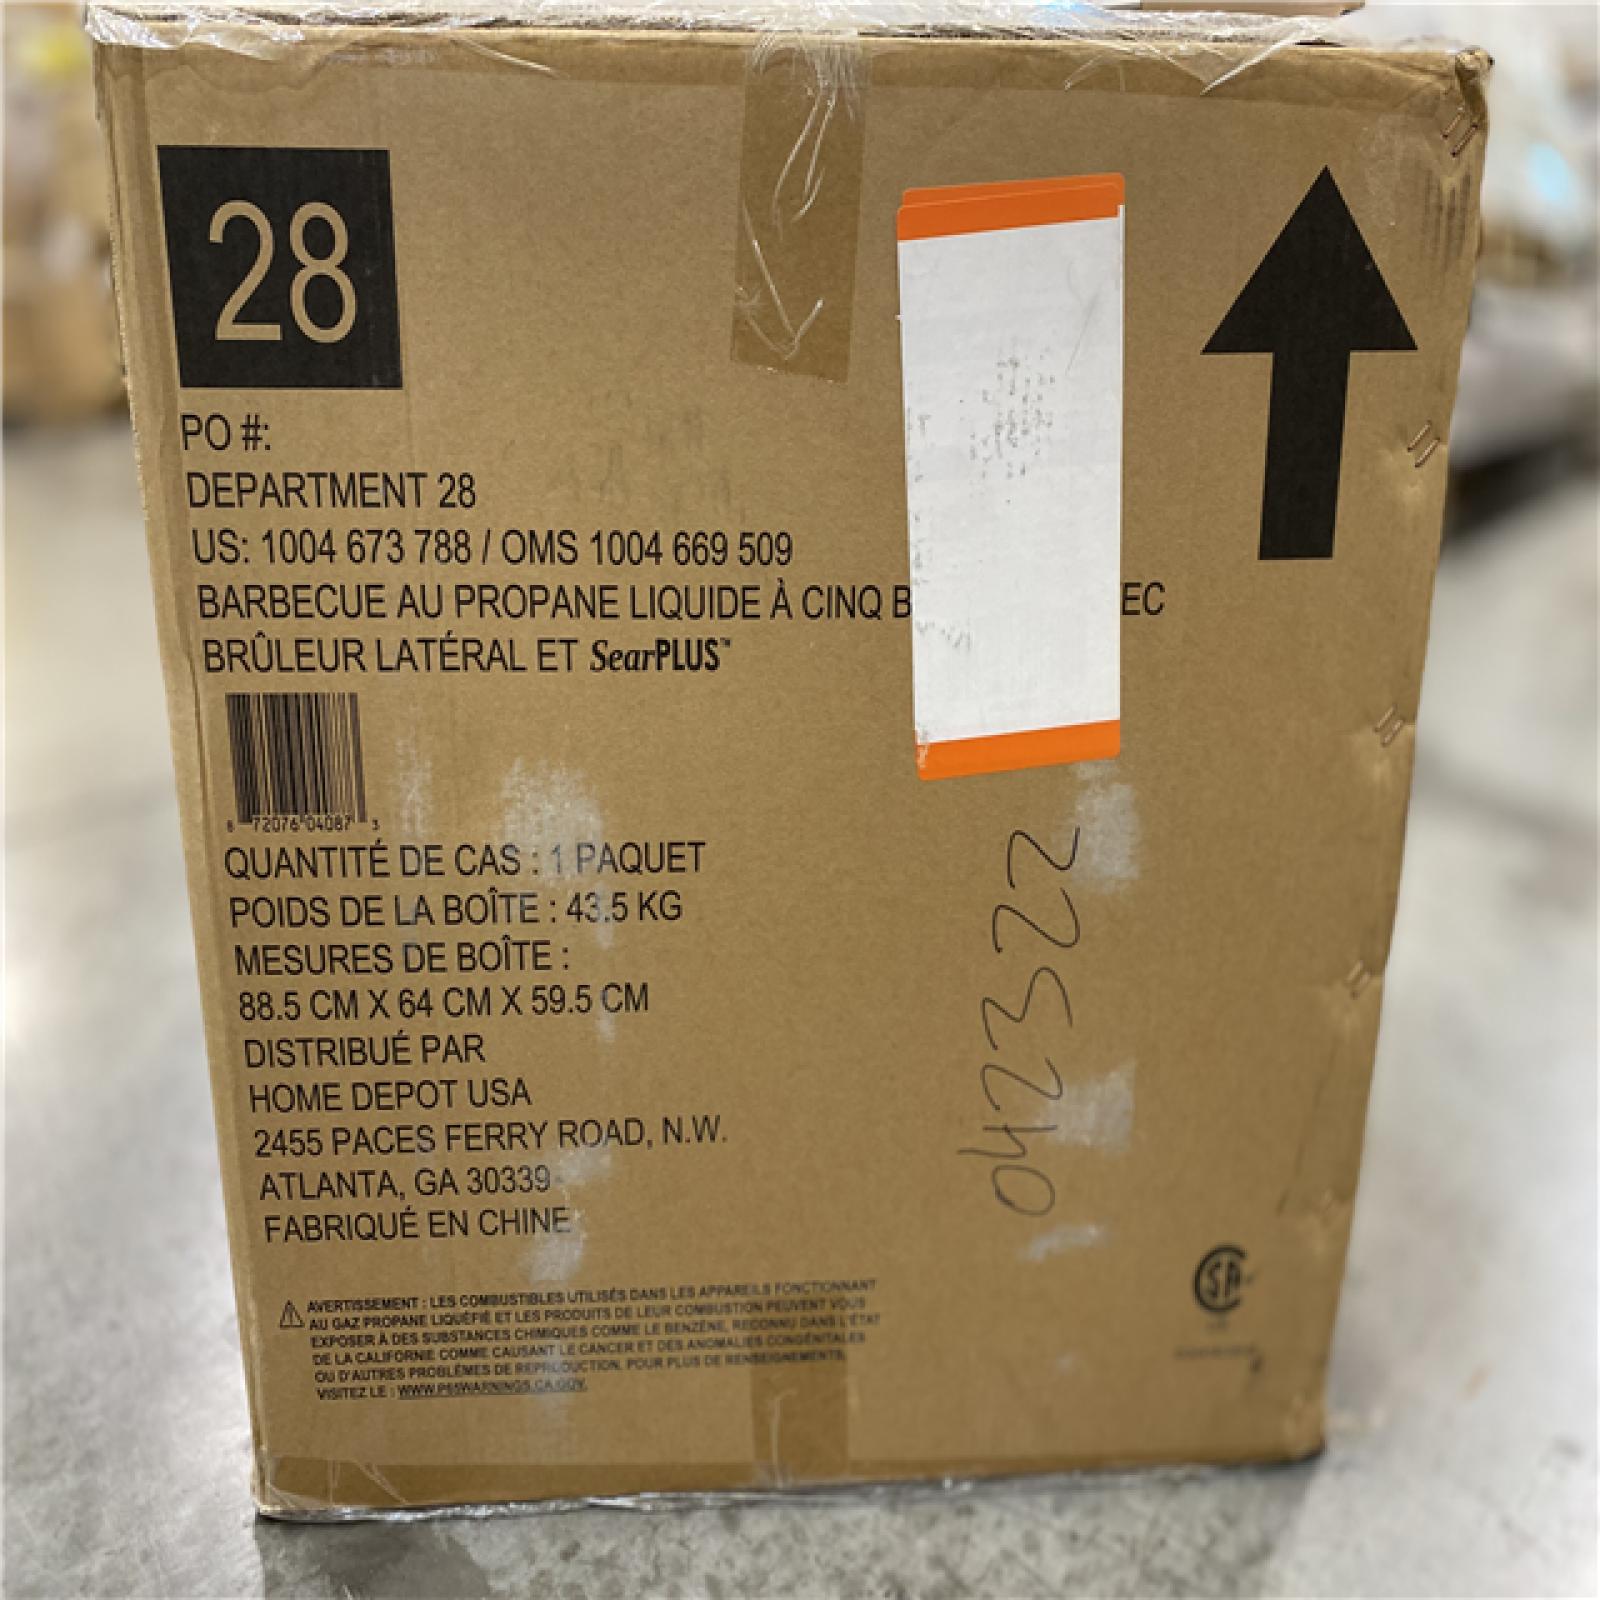 28
PO #:
DEPARTMENT 28
US: 1004 673 788 / OMS 1004 669 509
BARBECUE AU PROPANE LIQUIDE À CINQ B EC
BRÛLEUR LATÉRAL ET SearPLUS™
8 72076 04087 3
QUANTITÉ DE CAS : 1 PAQUET
POIDS DE LA BOÎTE : 43.5 KG
MESURES DE BOÎTE :
88.5 CM X 64 CM X 59.5 CM
DISTRIBUÉ PAR
HOME DEPOT USA
2455 PACES FERRY ROAD, N.W.
ATLANTA, GA 30339
FABRIQUÉ EN CHINE
AVERTISSEMENT : LES COMBUSTIBLES UTILISÉS DANS LES APPAREILS FONCTIONNANT
AU GAZ PROPANE LIQUÉFIÉ ET LES PRODUITS DE LEUR COMBUSTION PEUVENT VOUS
EXPOSER À DES SUBSTANCES CHIMIQUES COMME LE BENZÈNE, RECONNU DANS L'ÉTAT
DE LA CALIFORNIE COMME CAUSANT LE CANCER ET DES ANOMALIES CONGÉNITALES
OU D'AUTRES PROBLÈMES DE REPRODUCTION. POUR PLUS DE RENSEIGNEMENTS,
VISITEZ LE : WWW.P65WARNINGS.CA.GOV.
042322
SA